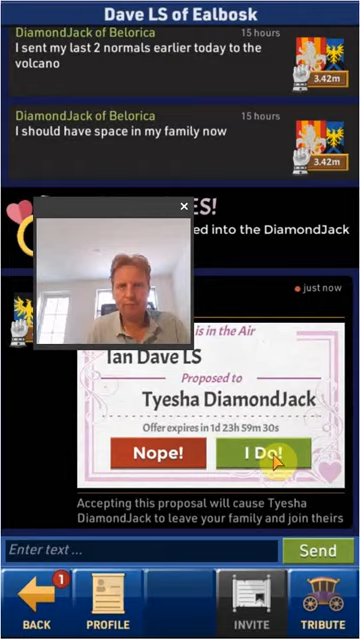 Dave LS of Ealbosk
DiamondJack of Belorica
15 hours
I sent my last 2 normals earlier today to the
volcano
3.42m
DiamondJack of Belorica
15 hours
I should have space in my family now
3.42m
ES!
ed into the DiamondJack
just now
is in the Air
Ian Dave LS
Proposed to
Tyesha DiamondJack
Offer expires in 1d 23h 59m 30s
Nope!
I Do!
Accepting this proposal will cause Tyesha
DiamondJack to leave your family and join theirs
Enter text ...
Send
1
BACK
PROFILE
INVITE
TRIBUTE